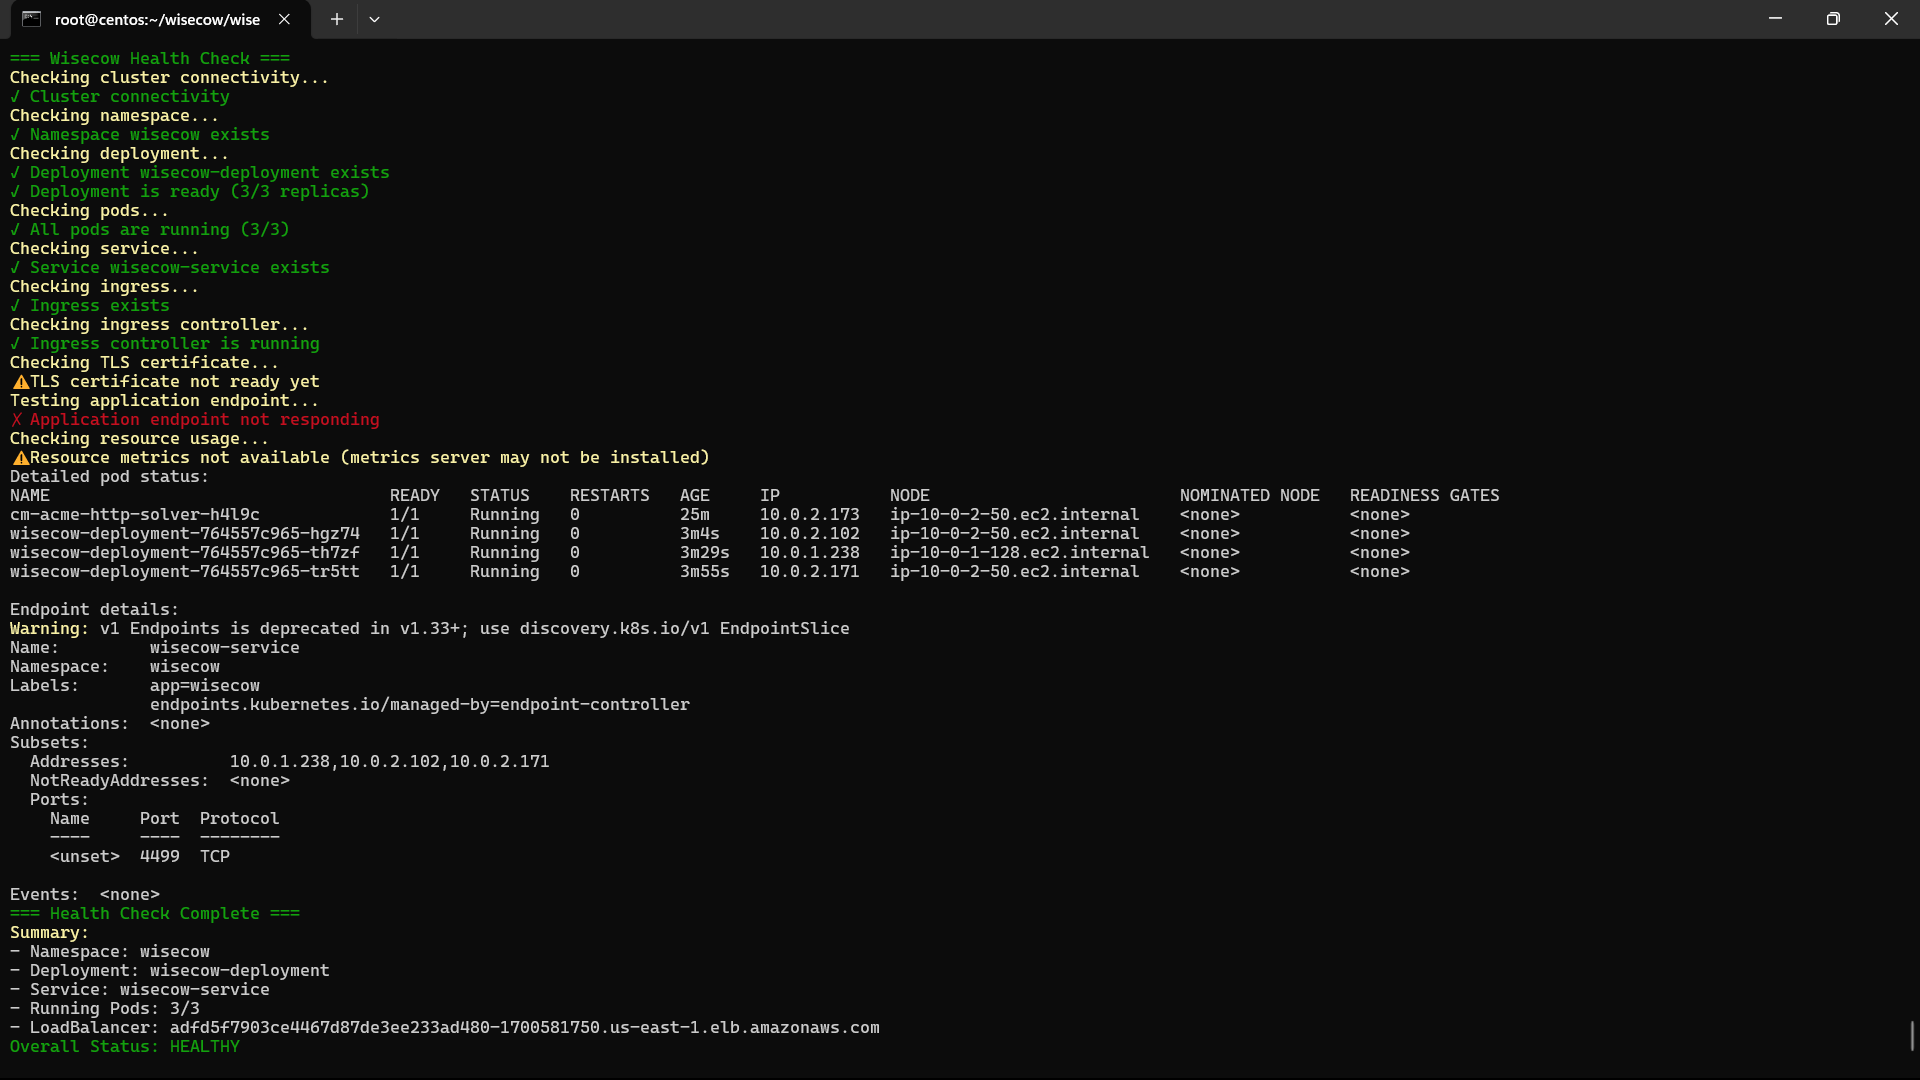 root@centos:~/wisecow/wise
=== Wisecow Health Check ===
Checking cluster connectivity...
✓ Cluster connectivity
Checking namespace...
✓ Namespace wisecow exists
Checking deployment...
✓ Deployment wisecow-deployment exists
✓ Deployment is ready (3/3 replicas)
Checking pods...
✓ All pods are running (3/3)
Checking service...
✓ Service wisecow-service exists
Checking ingress...
✓ Ingress exists
Checking ingress controller...
✓ Ingress controller is running
Checking TLS certificate...
⚠TLS certificate not ready yet
Testing application endpoint...
✗ Application endpoint not responding
Checking resource usage...
⚠Resource metrics not available (metrics server may not be installed)
Detailed pod status:
NAME READY STATUS RESTARTS AGE IP NODE NOMINATED NODE READINESS GATES
cm-acme-http-solver-h4l9c 1/1 Running 0 25m 10.0.2.173 ip-10-0-2-50.ec2.internal <none> <none>
wisecow-deployment-764557c965-hgz74 1/1 Running 0 3m4s 10.0.2.102 ip-10-0-2-50.ec2.internal <none> <none>
wisecow-deployment-764557c965-th7zf 1/1 Running 0 3m29s 10.0.1.238 ip-10-0-1-128.ec2.internal <none> <none>
wisecow-deployment-764557c965-tr5tt 1/1 Running 0 3m55s 10.0.2.171 ip-10-0-2-50.ec2.internal <none> <none>
Endpoint details:
Warning: v1 Endpoints is deprecated in v1.33+; use discovery.k8s.io/v1 EndpointSlice
Name: wisecow-service
Namespace: wisecow
Labels: app=wisecow
endpoints.kubernetes.io/managed-by=endpoint-controller
Annotations: <none>
Subsets:
Addresses: 10.0.1.238,10.0.2.102,10.0.2.171
NotReadyAddresses: <none>
Ports:
Name Port Protocol
---- ---- --------
<unset> 4499 TCP
Events: <none>
=== Health Check Complete ===
Summary:
- Namespace: wisecow
- Deployment: wisecow-deployment
- Service: wisecow-service
- Running Pods: 3/3
- LoadBalancer: adfd5f7903ce4467d87de3ee233ad480-1700581750.us-east-1.elb.amazonaws.com
Overall Status: HEALTHY